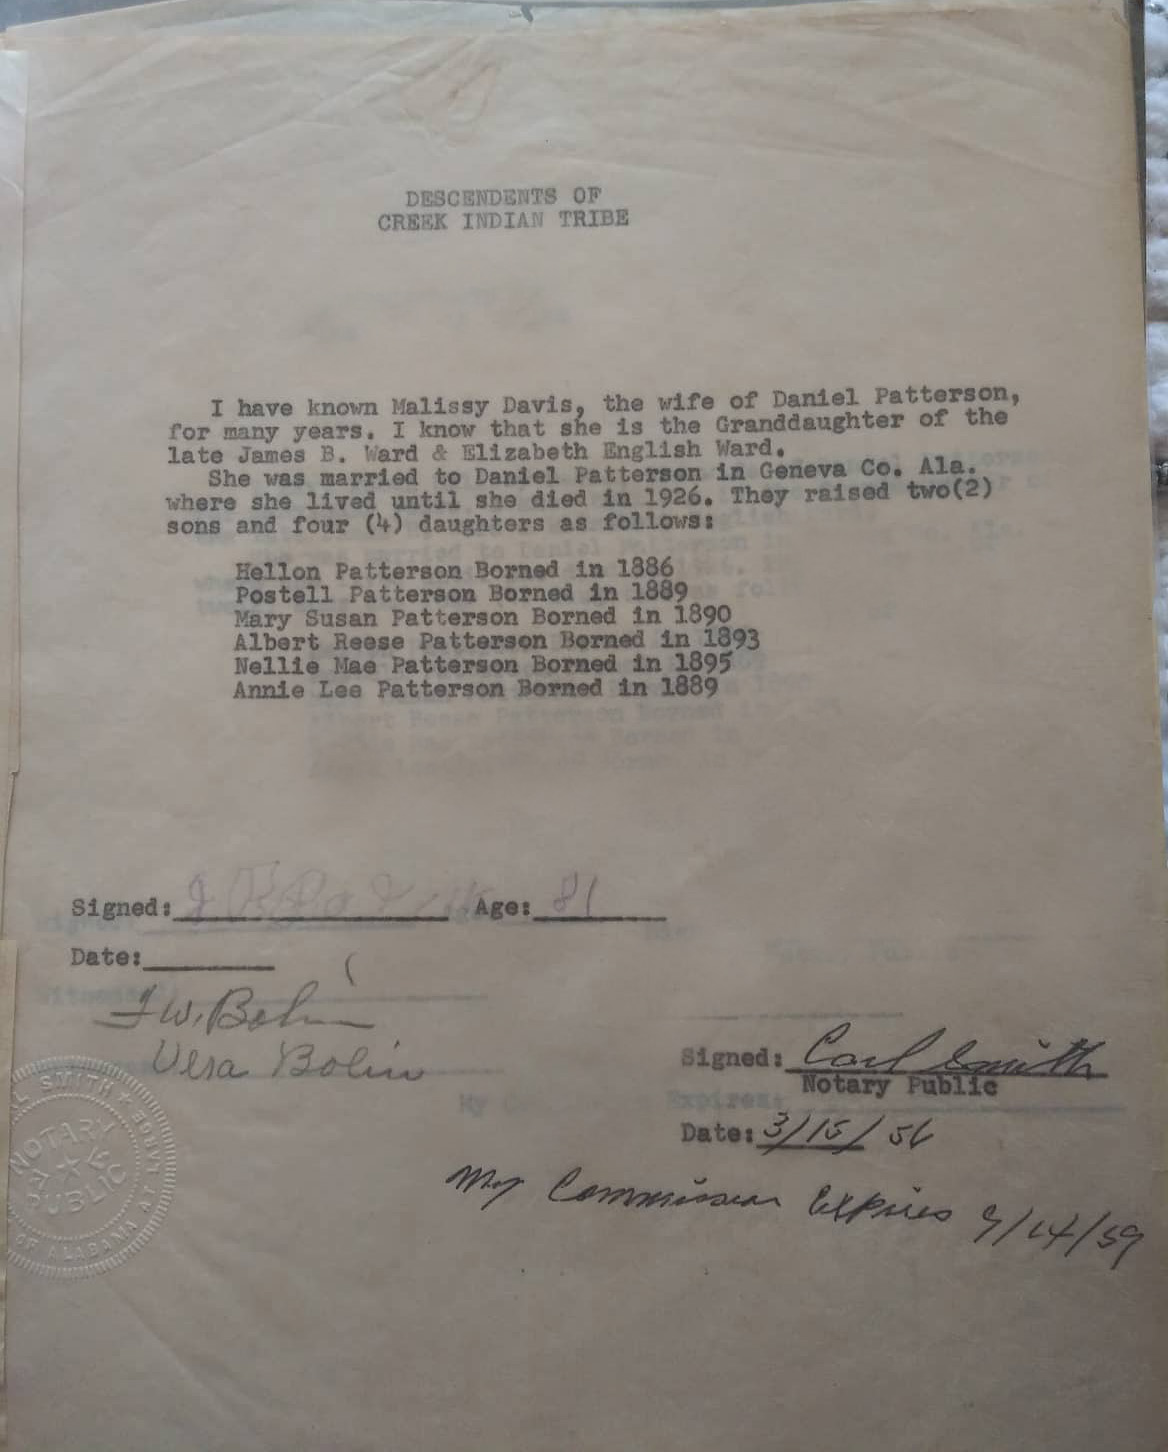 DESCENDENTS OF
CREEK INDIAN TRIBE
I have known Malissy Davis, the wife of Daniel Patterson,
for many years. I know that she is the Granddaughter of the
late James B. Ward & Elizabeth English Ward.
She was married to Daniel Patterson in Geneva Co. Ala.
where she lived until she died in 1926. They raised two(2)
sons and four (4) daughters as follows:
Hellon Patterson Borned in 1886
Postell Patterson Borned in 1889
Mary Susan Patterson Borned in 1890
Albert Reese Patterson Borned in 1893
Nellie Mae Patterson Borned in 1895
Annie Lee Patterson Borned in 1889
Signed: Age: 81
Date:
W. Bolin
Vera Bolin
Signed: Carl Smith
Notary Public
Date: 3/15/56
My Commission Expires 9/14/59
SMITH
NOTARY
PUBLIC
OF ALABAMA AT LARGE